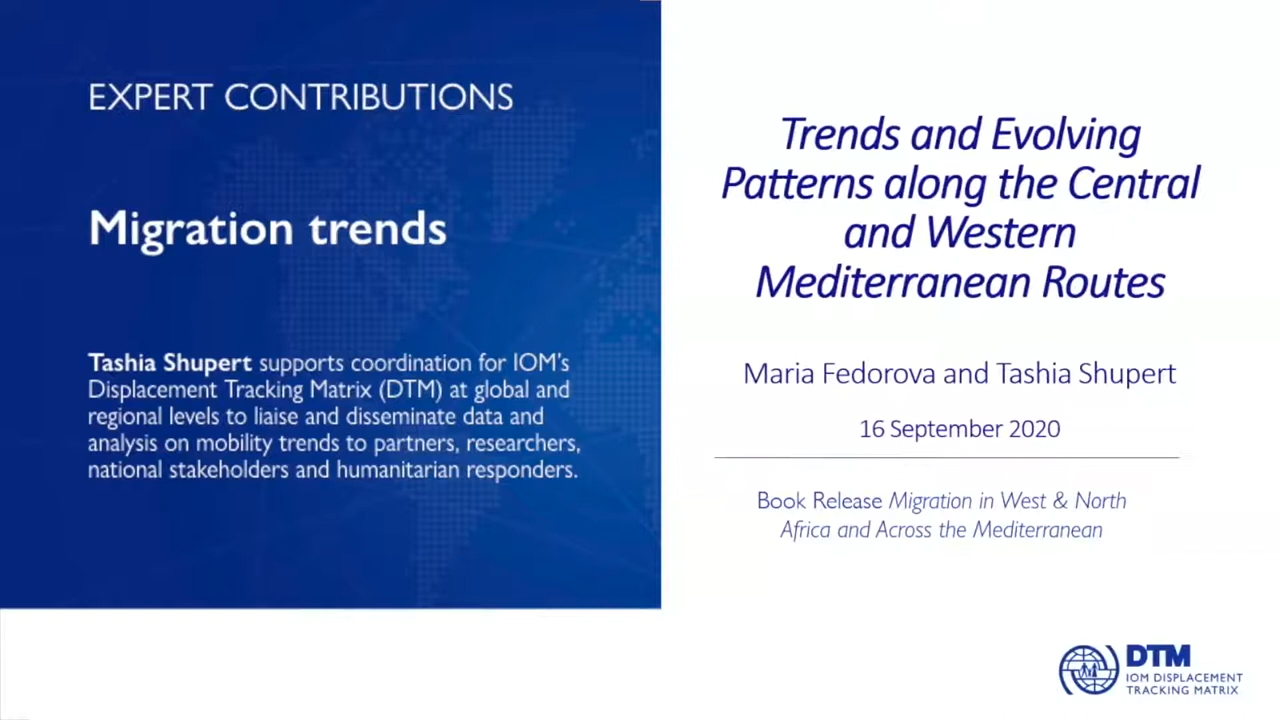 EXPERT CONTRIBUTIONS
Migration trends
Tashia Shupert supports coordination for IOM's
Displacement Tracking Matrix (DTM) at global and
regional levels to liaise and disseminate data and
analysis on mobility trends to partners, researchers,
national stakeholders and humanitarian responders.
Trends and Evolving
Patterns along the Central
and Western
Mediterranean Routes
Maria Fedorova and Tashia Shupert
16 September 2020
Book Release Migration in West & North
Africa and Across the Mediterranean
DTM
IOM DISPLACEMENT
TRACKING MATRIX